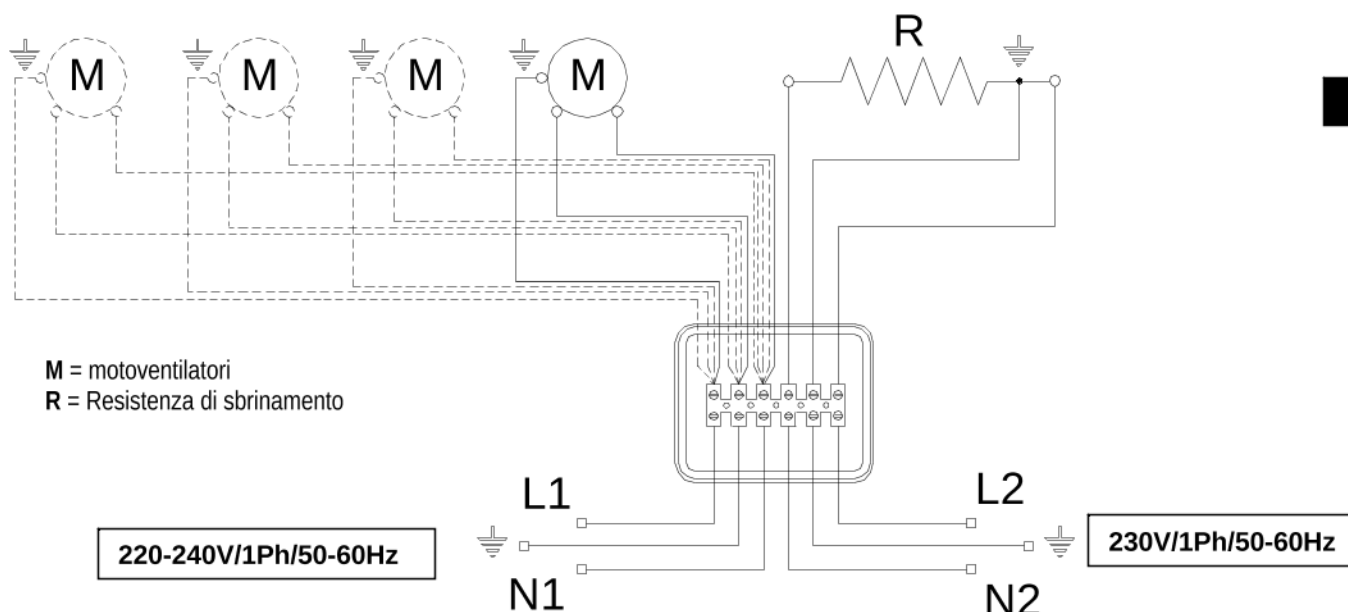 M M M M R
M = motoventilatori
R = Resistenza di sbrinamento
L1 L2
220-240V/1Ph/50-60Hz 230V/1Ph/50-60Hz
N1 N2